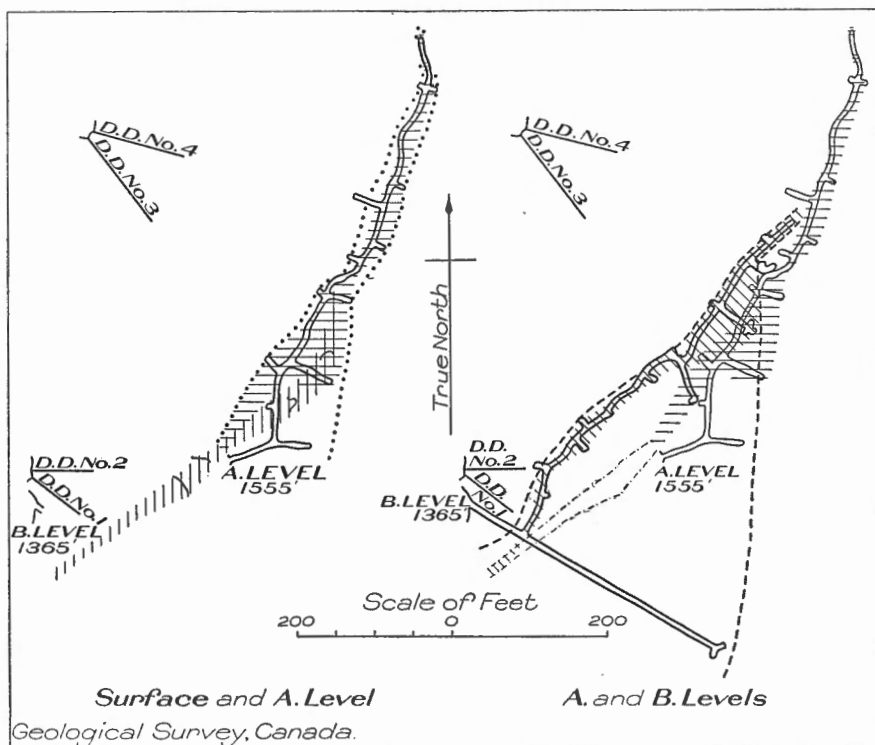 D.D.No.4
D.D.No.3
D.D.No.2
D.D.No.1
B.LEVEL
1365
A.LEVEL
1555'
True North
D.D.No.4
D.D.No.3
D.D.
No.2
D.D.
No.1
B.LEVEL
1365'
A.LEVEL
1555'
Scale of Feet
200 0 200
Surface and A.Level
A. and B.Levels
Geological Survey, Canada.